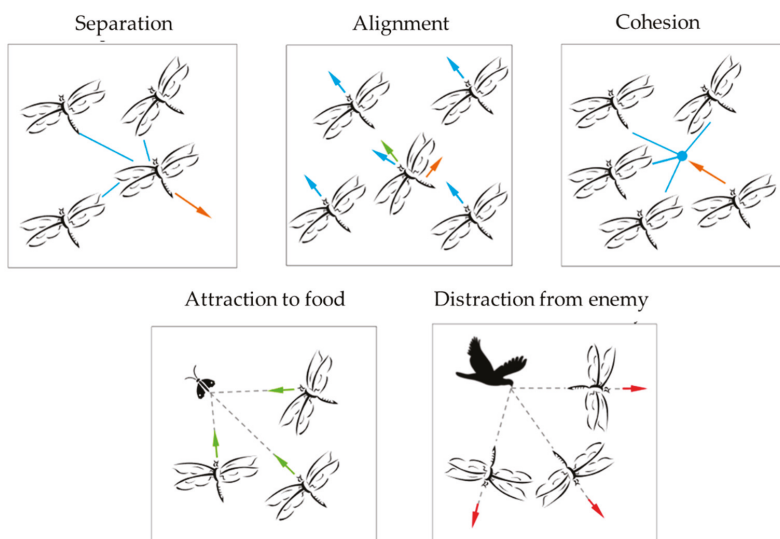 Separation
Alignment
Cohesion
Attraction to food
Distraction from enemy